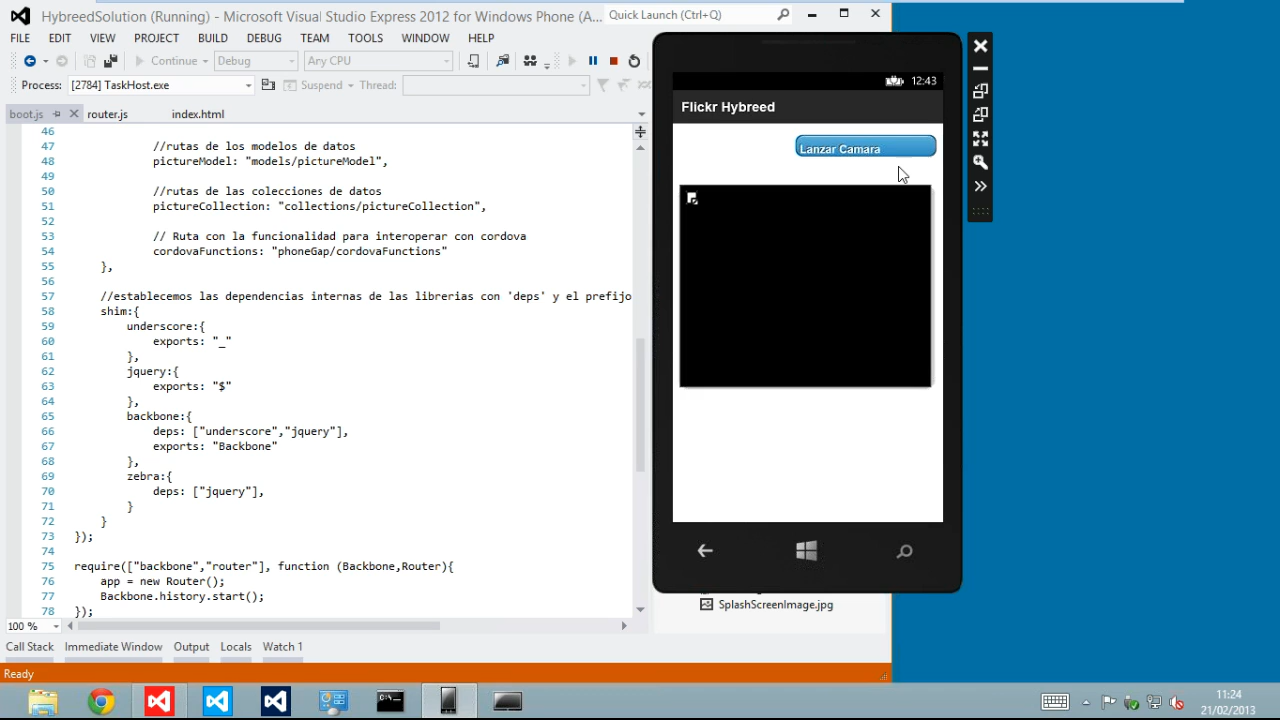 HybreedSolution (Running) - Microsoft Visual Studio Express 2012 for Windows Phone (A...
Quick Launch (Ctrl+Q)
FILE EDIT VIEW PROJECT BUILD DEBUG TEAM TOOLS WINDOW HELP
Continue Debug Any CPU
Process: [2784] TaskHost.exe Suspend Thread:
boot.js router.js index.html
46
47 //rutas de los modelos de datos
48 pictureModel: "models/pictureModel",
49
50 //rutas de las colecciones de datos
51 pictureCollection: "collections/pictureCollection",
52
53 // Ruta con la funcionalidad para interoperar con cordova
54 cordovaFunctions: "phoneGap/cordovaFunctions"
55 },
56
57 //establecemos las dependencias internas de las librerias con 'deps' y el prefijo
58 shim:{
59 underscore:{
60 exports: "_"
61 },
62 jquery:{
63 exports: "$"
64 },
65 backbone:{
66 deps: ["underscore","jquery"],
67 exports: "Backbone"
68 },
69 zebra:{
70 deps: ["jquery"],
71 }
72 }
73 });
74
75 require(["backbone","router"], function (Backbone,Router){
76 app = new Router();
77 Backbone.history.start();
78 });
100 %
Call Stack Immediate Window Output Locals Watch 1
Ready
12:43
Flickr Hybreed
Lanzar Camara
SplashScreenImage.jpg
11:24
21/02/2013